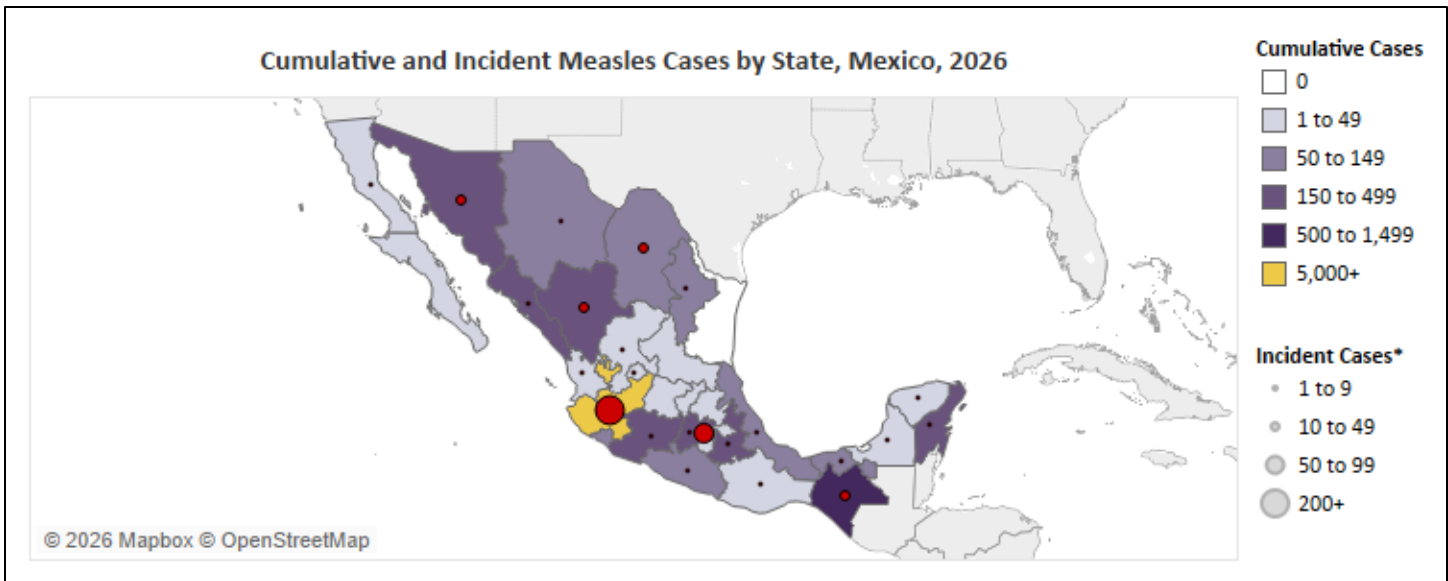 Cumulative and Incident Measles Cases by State, Mexico, 2026
Cumulative Cases
0
1 to 49
50 to 149
150 to 499
500 to 1,499
5,000+
Incident Cases*
1 to 9
10 to 49
50 to 99
200+
© 2026 Mapbox © OpenStreetMap